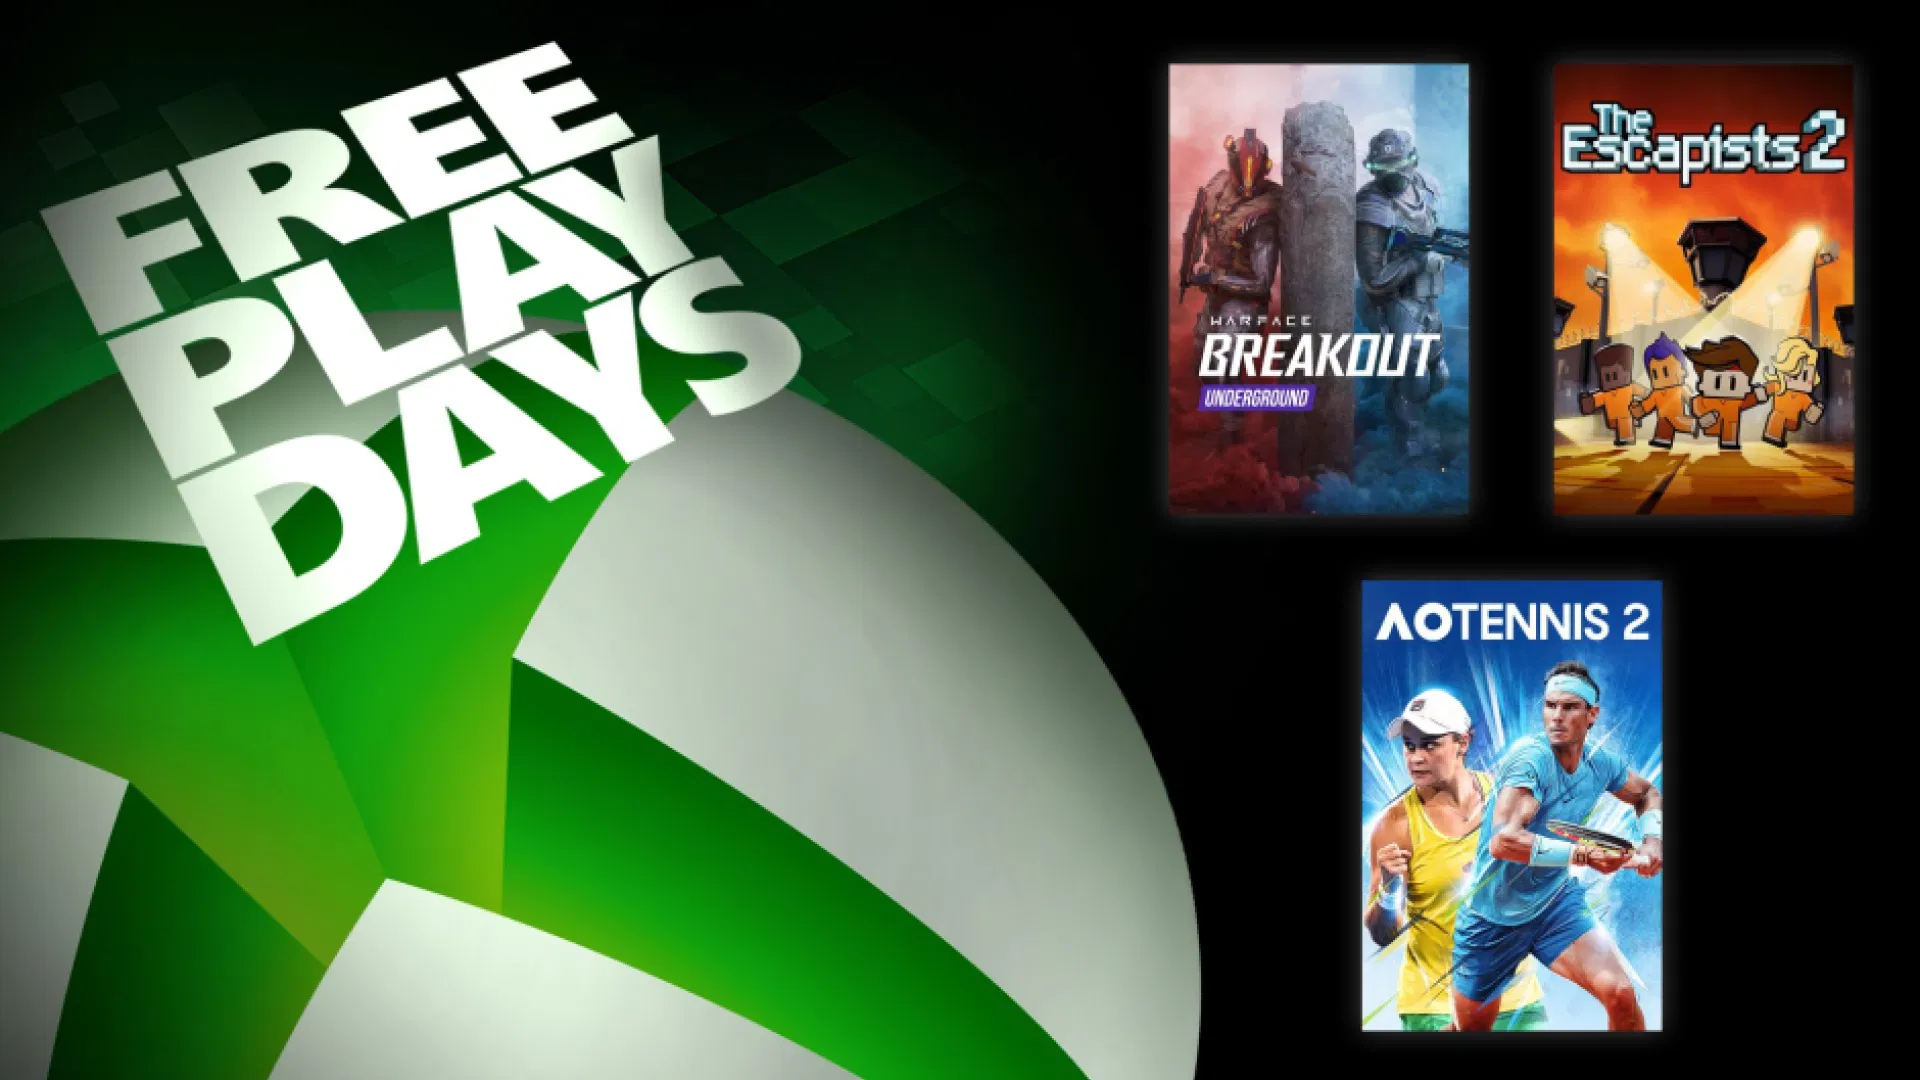 FREE
PLAY
DAYS
WARFACE
BREAKOUT
UNDERGROUND
The
Escapists 2
AO TENNIS 2